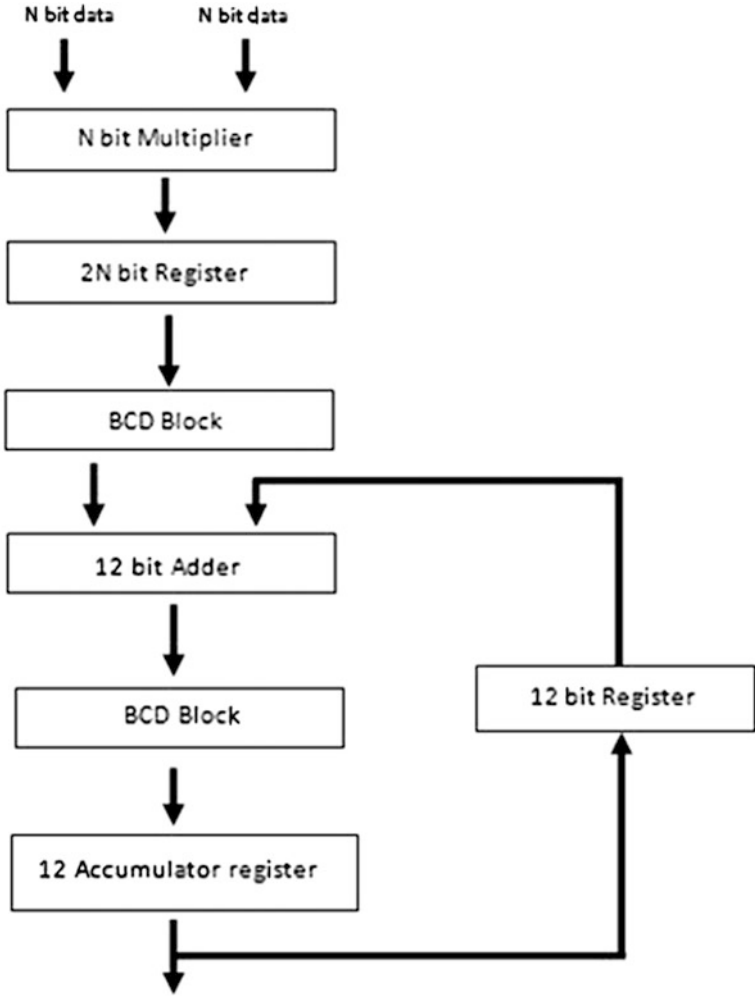 N bit data
N bit data
N bit Multiplier
2N bit Register
BCD Block
12 bit Adder
BCD Block
12 bit Register
12 Accumulator register